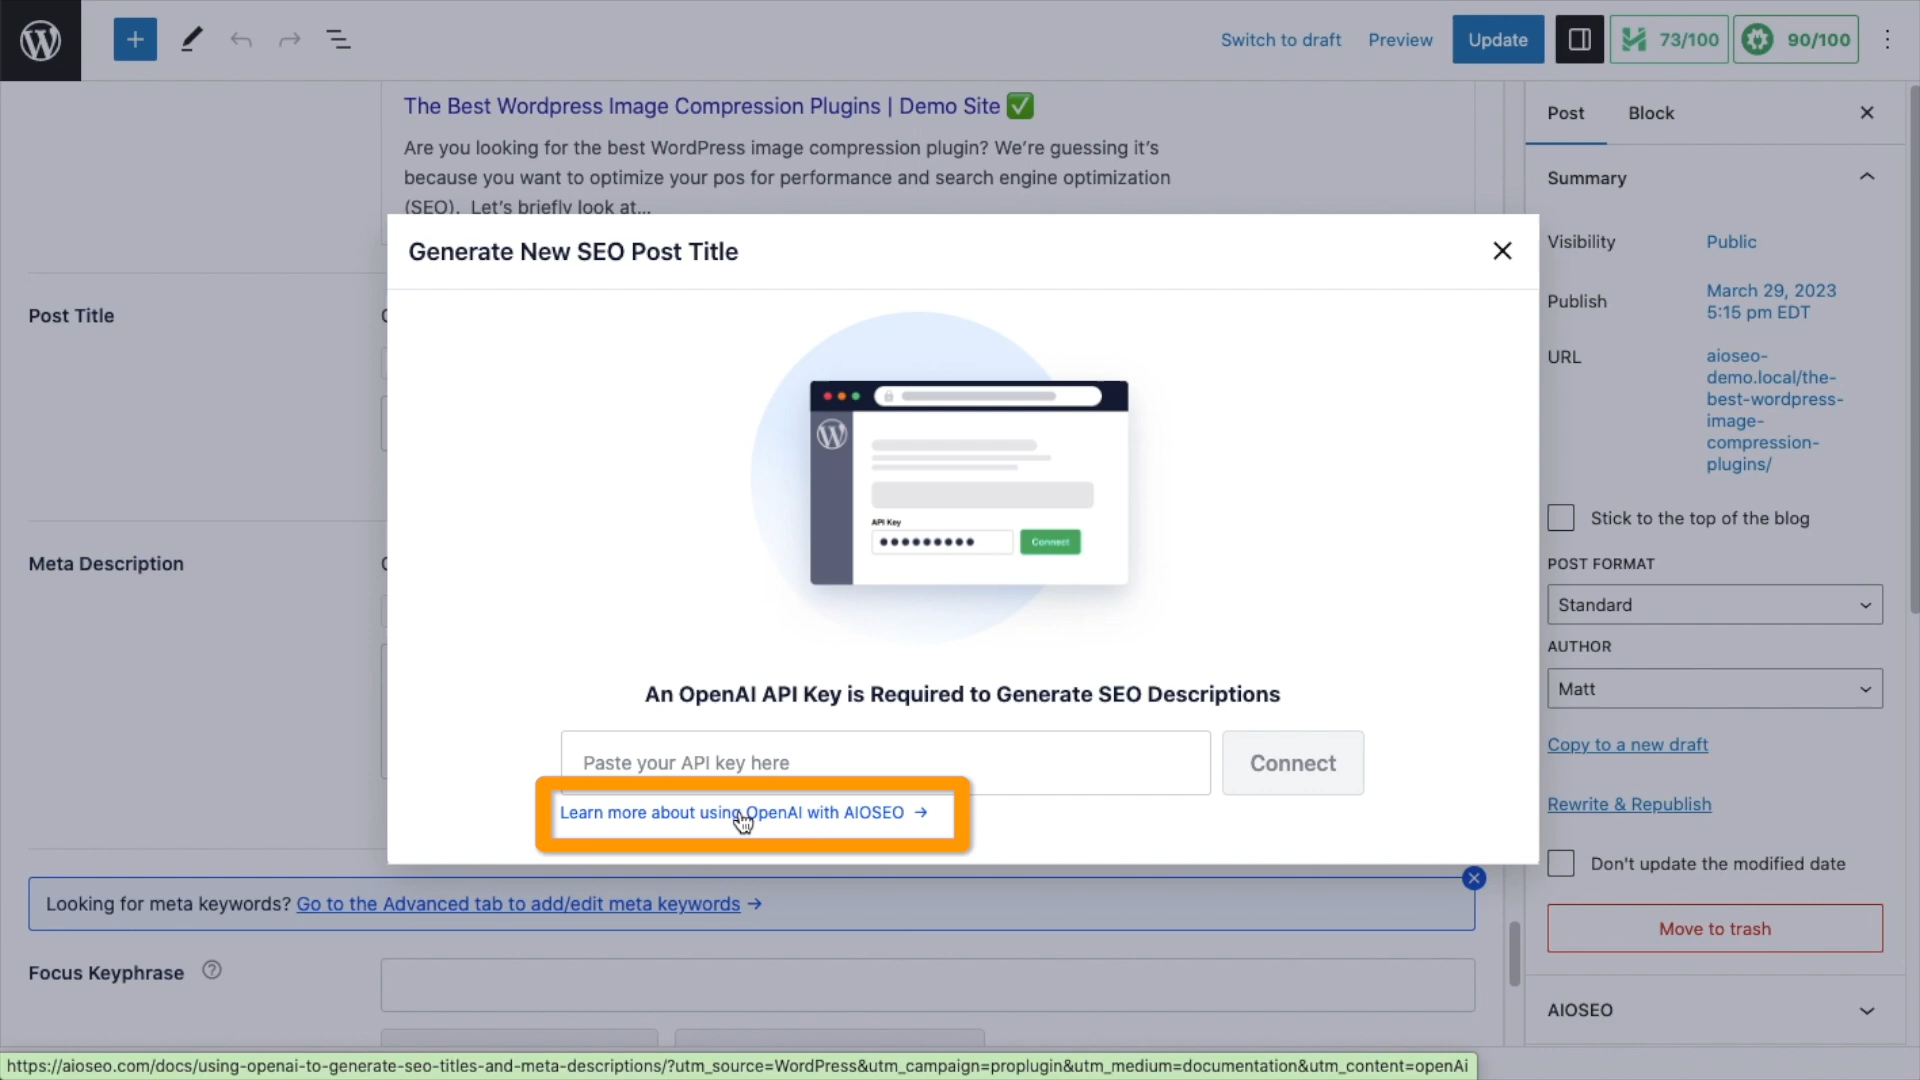 Switch to draft
Preview
Update
73/100
90/100
The Best Wordpress Image Compression Plugins | Demo Site ✅
Are you looking for the best WordPress image compression plugin? We’re guessing it’s
because you want to optimize your pos for performance and search engine optimization
(SEO).  Let’s briefly look at...
Post
Block
Summary
Visibility
Public
Publish
March 29, 2023
5:15 pm EDT
URL
aioseo-
demo.local/the-
best-wordpress-
image-
compression-
plugins/
Stick to the top of the blog
POST FORMAT
Standard
AUTHOR
Matt
Copy to a new draft
Rewrite & Republish
Don't update the modified date
Move to trash
AIOSEO
Generate New SEO Post Title
API Key
Connect
An OpenAI API Key is Required to Generate SEO Descriptions
Paste your API key here
Connect
Learn more about using OpenAI with AIOSEO →
Post Title
Meta Description
Looking for meta keywords? Go to the Advanced tab to add/edit meta keywords →
Focus Keyphrase
https://aioseo.com/docs/using-openai-to-generate-seo-titles-and-meta-descriptions/?utm_source=WordPress&utm_campaign=proplugin&utm_medium=documentation&utm_content=openAi